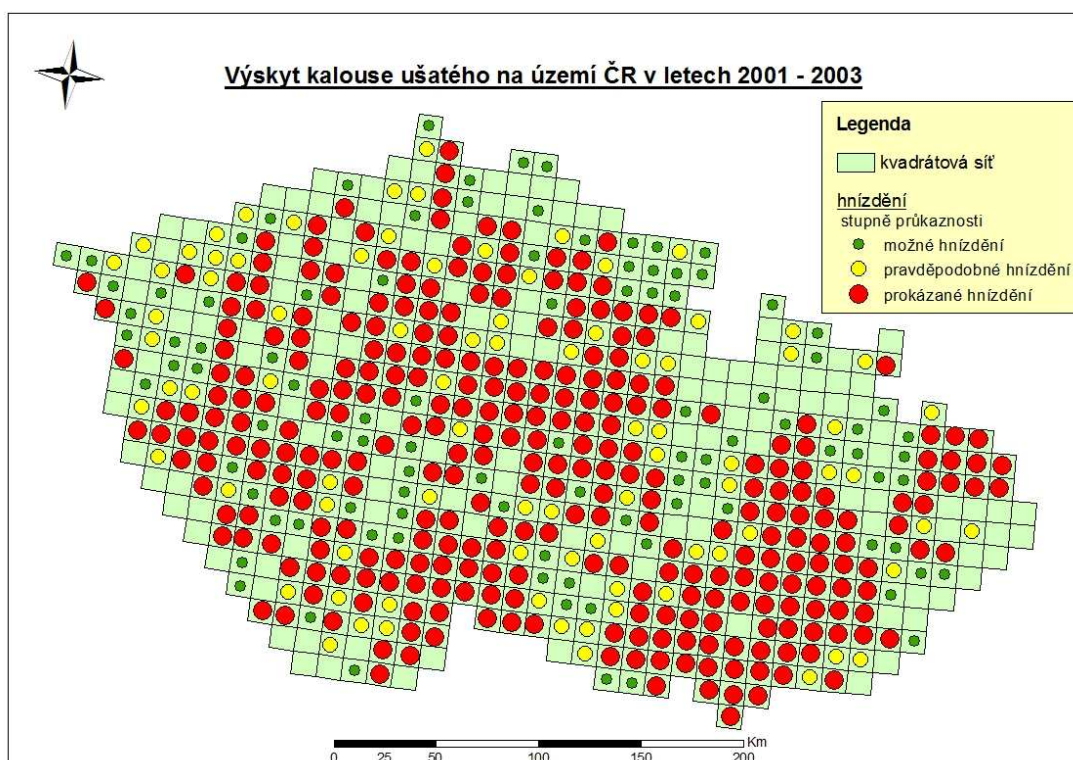 Výskyt kalouse ušatého na území ČR v letech 2001 - 2003
Legenda
kvadrátová síť
hnízdění
stupně průkaznosti
možné hnízdění
pravděpodobné hnízdění
prokázané hnízdění
Km
0 25 50 100 150 200